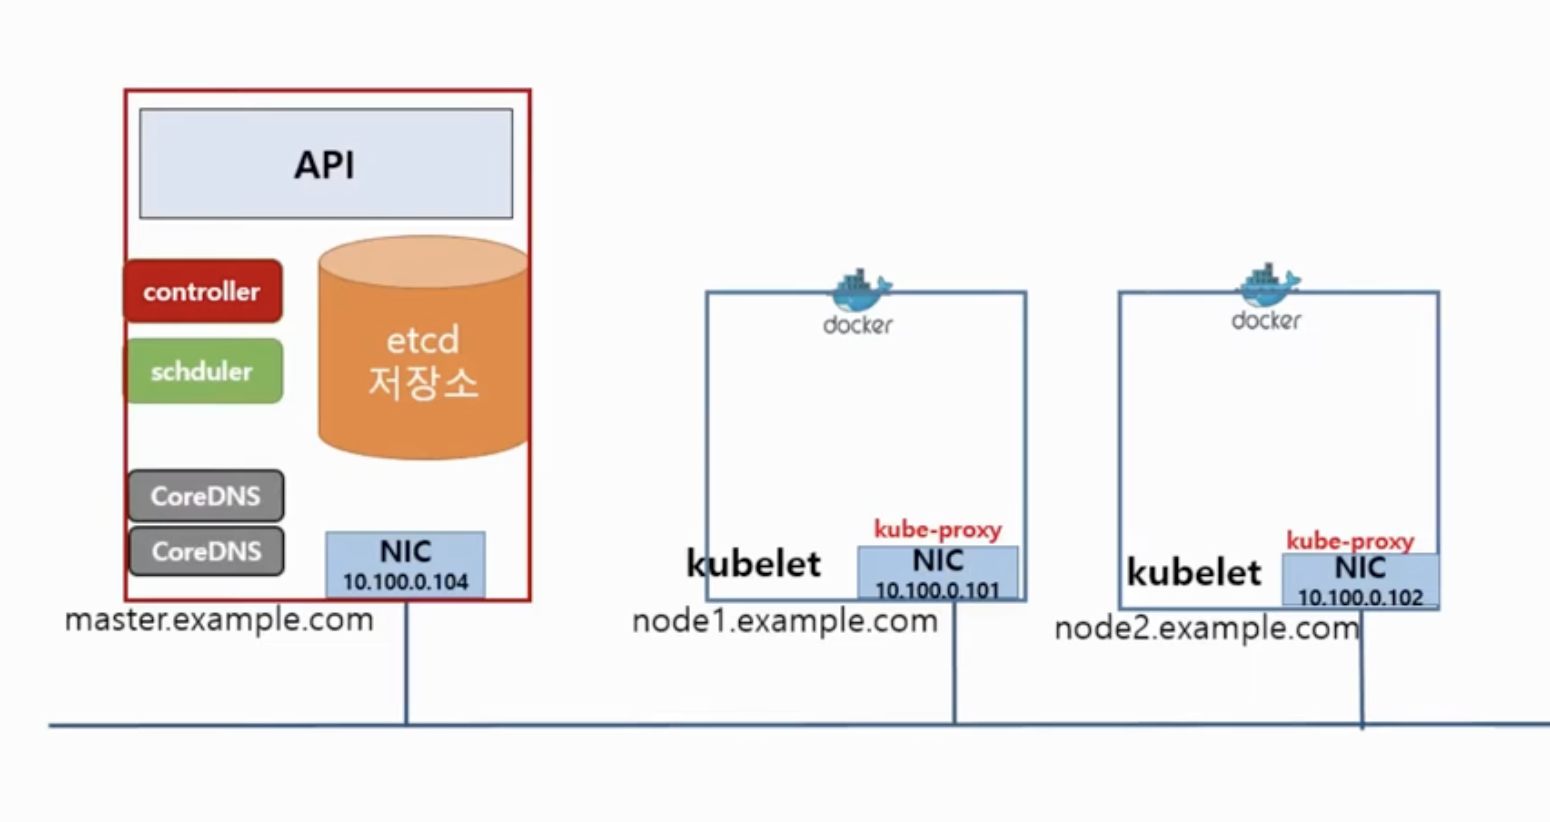 API
controller
schduler
etcd
저장소
CoreDNS
CoreDNS
NIC
10.100.0.104
master.example.com
docker
kube-proxy
kubelet
NIC
10.100.0.101
node1.example.com
docker
kube-proxy
kubelet
NIC
10.100.0.102
node2.example.com